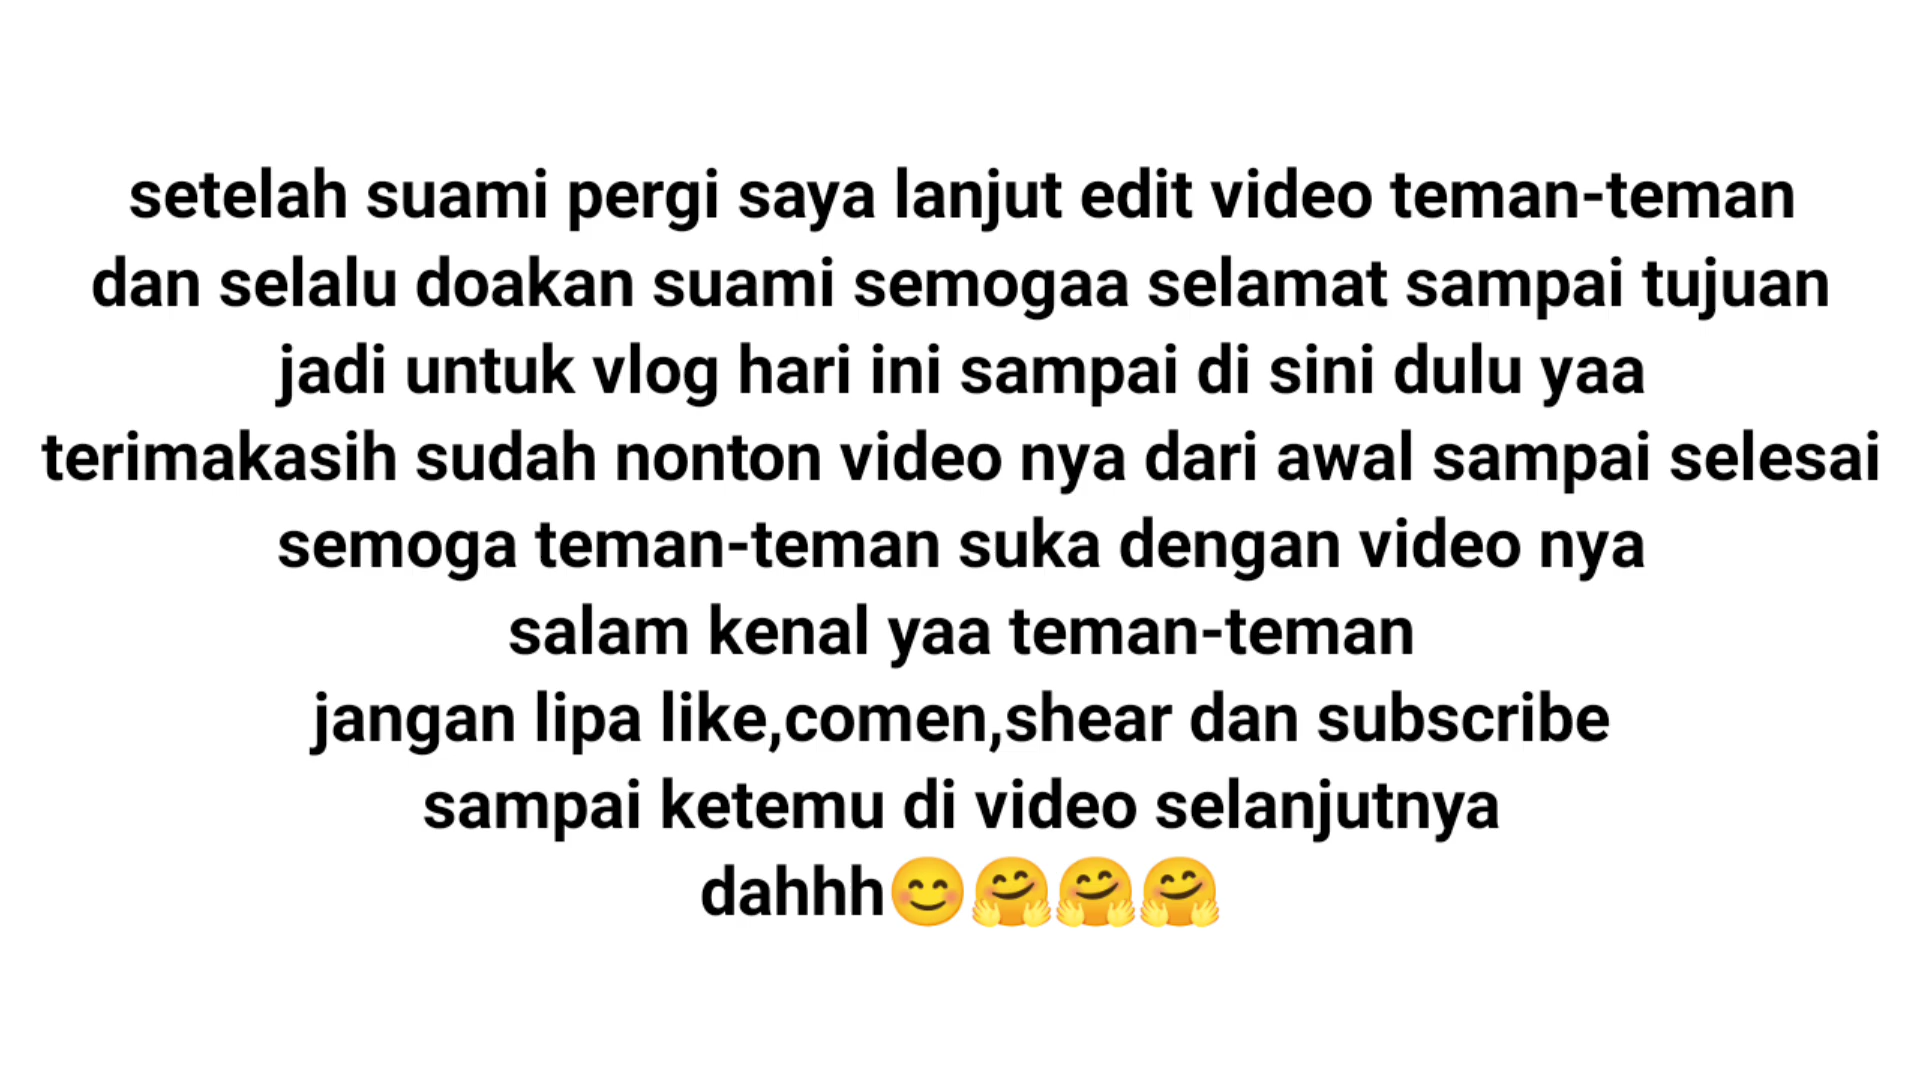 setelah suami pergi saya lanjut edit video teman-teman
dan selalu doakan suami semogaa selamat sampai tujuan
jadi untuk vlog hari ini sampai di sini dulu yaa
terimakasih sudah nonton video nya dari awal sampai selesai
semoga teman-teman suka dengan video nya
salam kenal yaa teman-teman
jangan lipa like,comen,shear dan subscribe
sampai ketemu di video selanjutnya
dahhh😊🤗🤗🤗